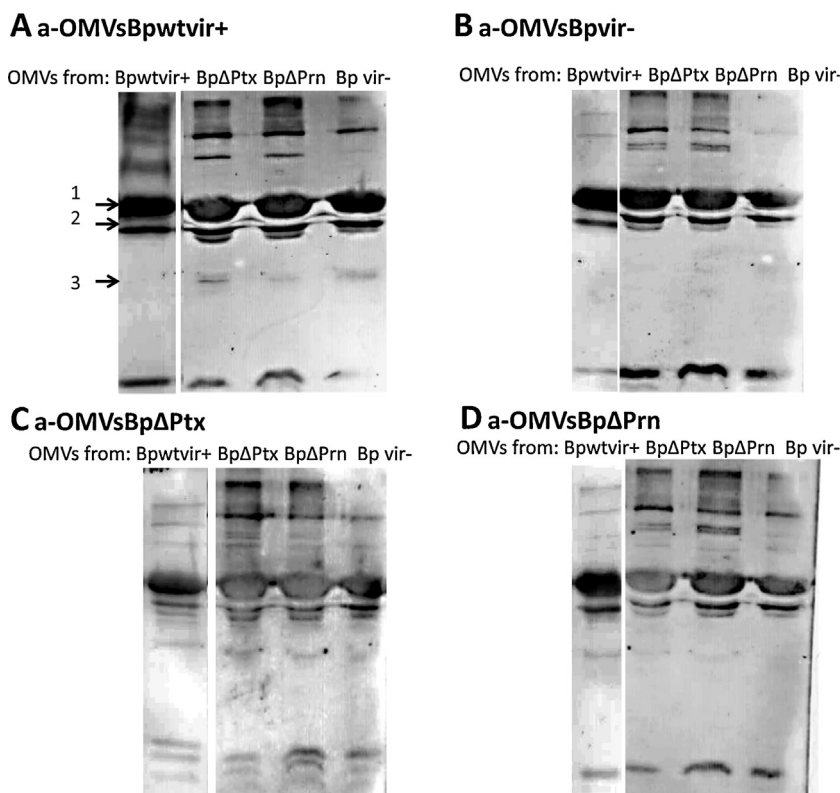 A a-OMVsBpwtvir+
OMVs from: Bpwtvir+ BpΔPtx BpΔPrn Bp vir-
1
2
3
B a-OMVsBpvir-
OMVs from: Bpwtvir+ BpΔPtx BpΔPrn Bp vir-
C a-OMVsBpΔPtx
OMVs from: Bpwtvir+ BpΔPtx BpΔPrn Bp vir-
D a-OMVsBpΔPrn
OMVs from: Bpwtvir+ BpΔPtx BpΔPrn Bp vir-